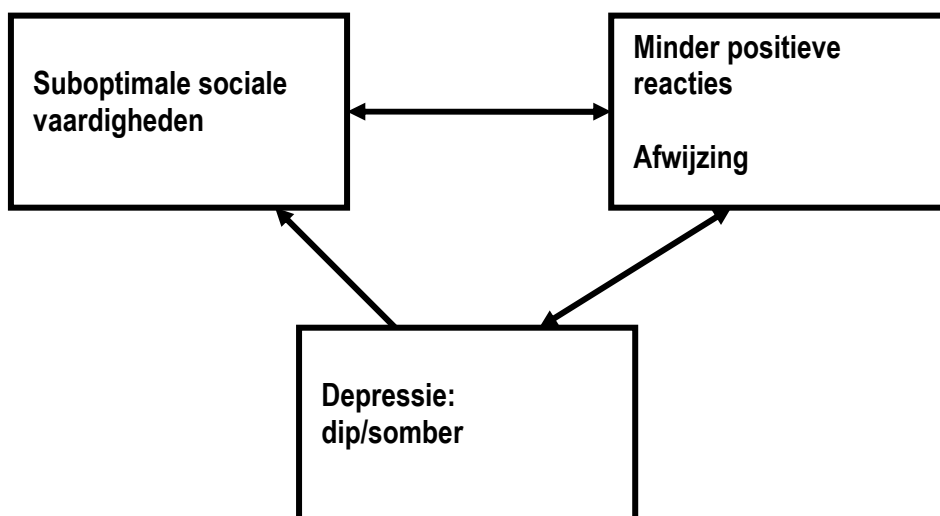 Suboptimale sociale
vaardigheden
Minder positieve
reacties
Afwijzing
Depressie:
dip/somber